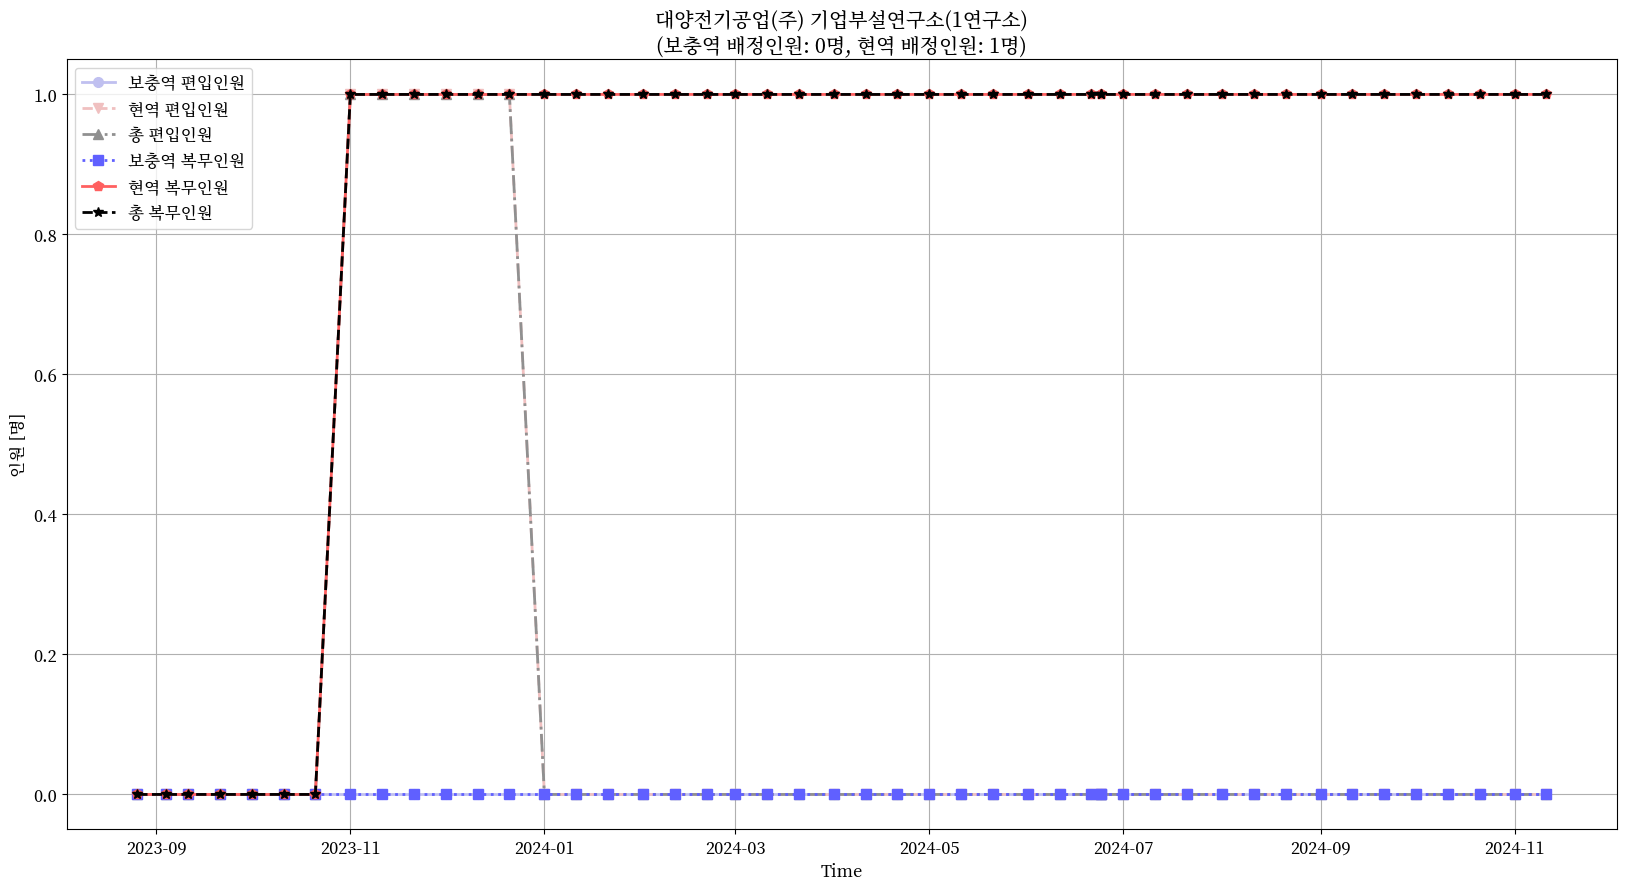 대양전기공업(주) 기업부설연구소(1연구소)
(보충역 배정인원: 0명, 현역 배정인원: 1명)
보충역 편입인원
현역 편입인원
총 편입인원
보충역 복무인원
현역 복무인원
총 복무인원
인원 [명]
1.0
0.8
0.6
0.4
0.2
0.0
2023-09 2023-11 2024-01 2024-03 2024-05 2024-07 2024-09 2024-11
Time